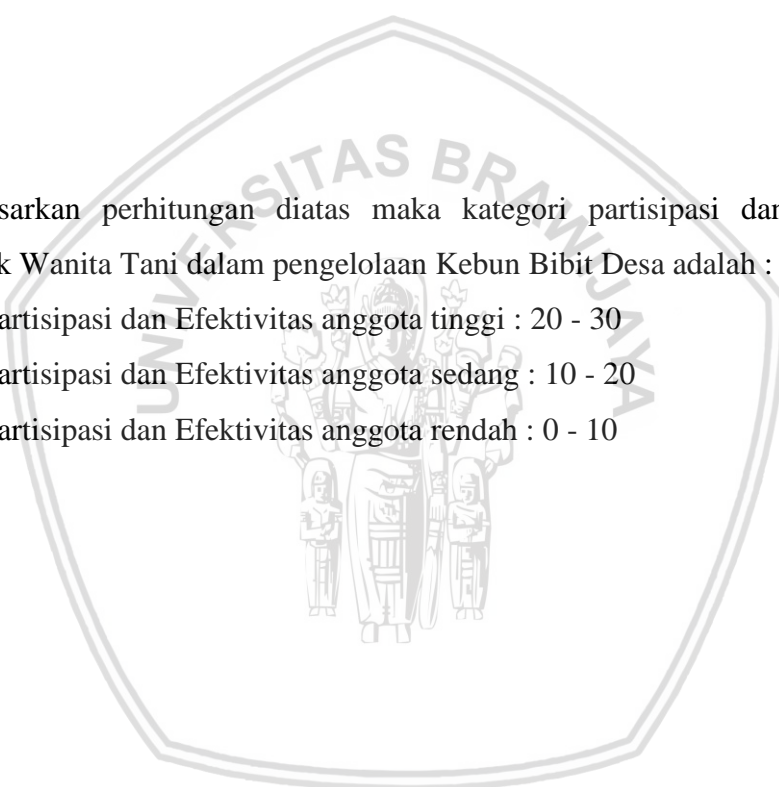 UNIVERSITAS BRAWIJAYA
sarkan perhitungan diatas maka kategori partisipasi dan
k Wanita Tani dalam pengelolaan Kebun Bibit Desa adalah :
artisipasi dan Efektivitas anggota tinggi : 20 - 30
artisipasi dan Efektivitas anggota sedang : 10 - 20
artisipasi dan Efektivitas anggota rendah : 0 - 10